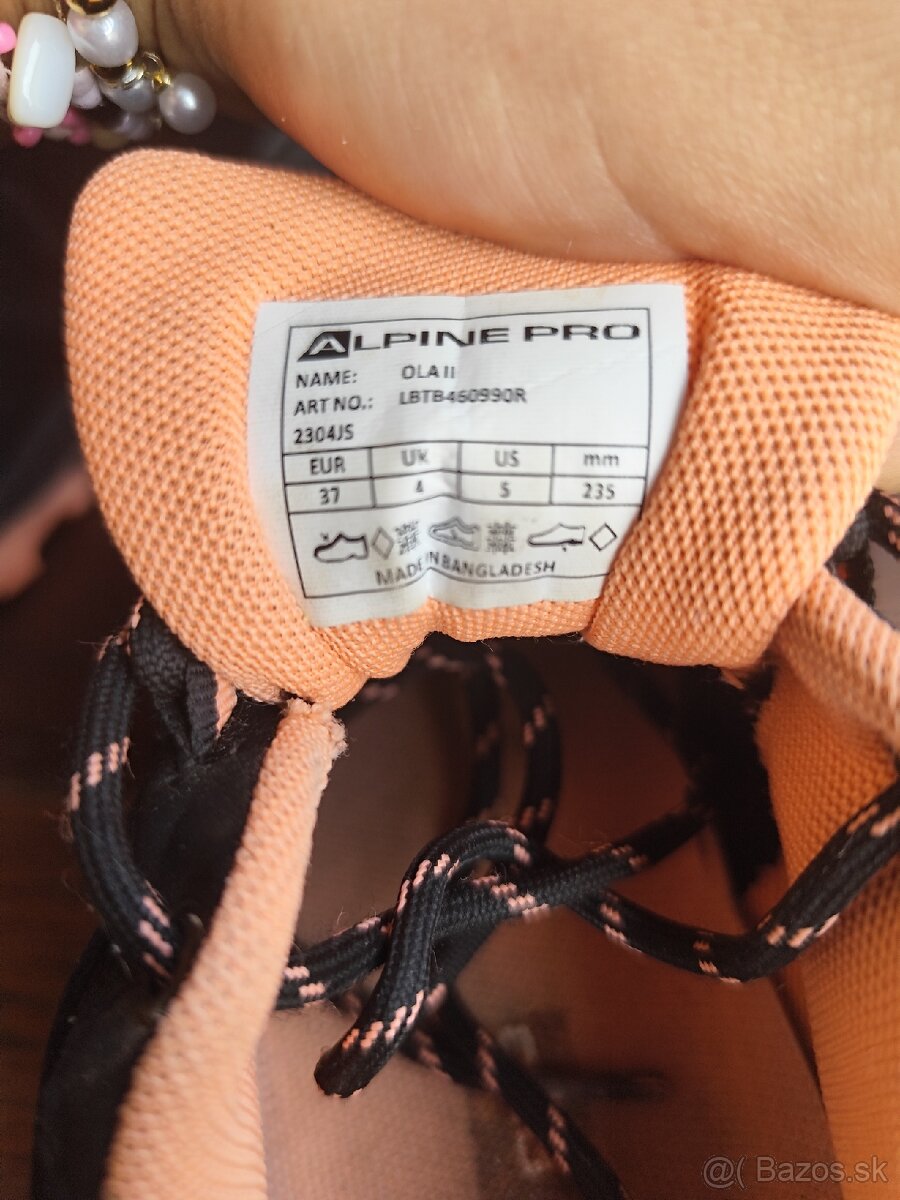 ALPINE PRO
NAME: OLA II
ART NO.: LBTB460990R
2304JS
EUR UK US mm
37 4 5 235
MADE IN BANGLADESH
@( Bazos.sk